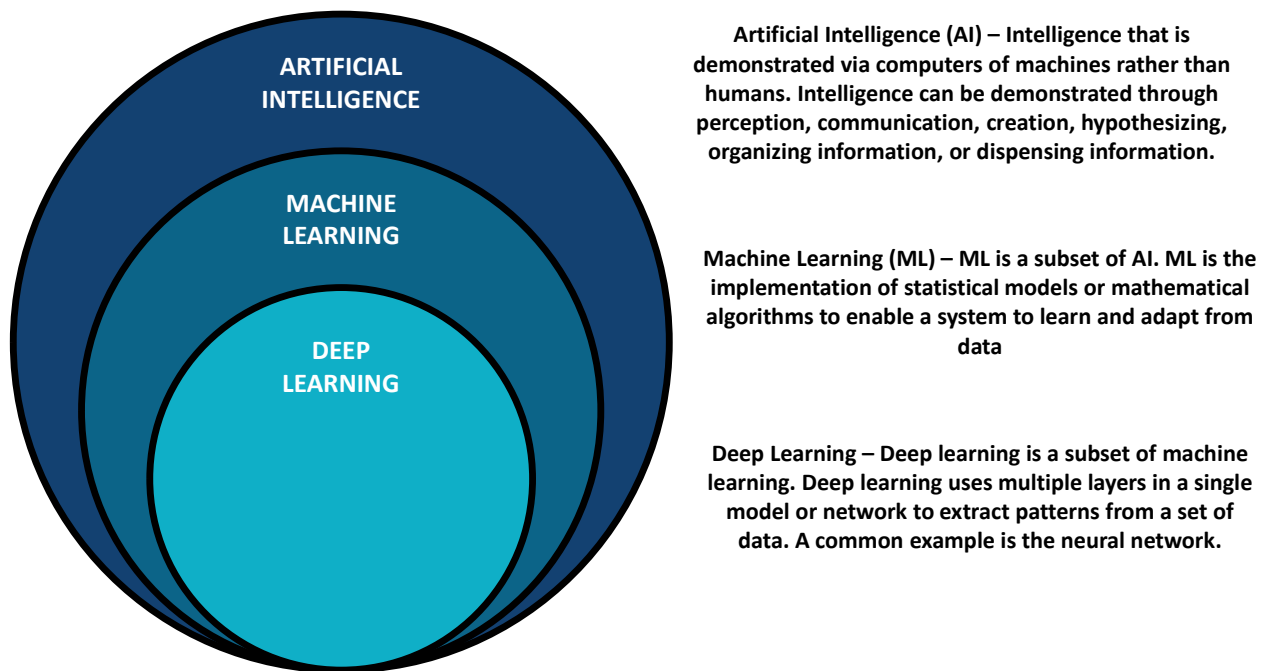 ARTIFICIAL
INTELLIGENCE
MACHINE
LEARNING
DEEP
LEARNING
Artificial Intelligence (AI) – Intelligence that is
demonstrated via computers of machines rather than
humans. Intelligence can be demonstrated through
perception, communication, creation, hypothesizing,
organizing information, or dispensing information.
Machine Learning (ML) – ML is a subset of AI. ML is the
implementation of statistical models or mathematical
algorithms to enable a system to learn and adapt from
data
Deep Learning – Deep learning is a subset of machine
learning. Deep learning uses multiple layers in a single
model or network to extract patterns from a set of
data. A common example is the neural network.